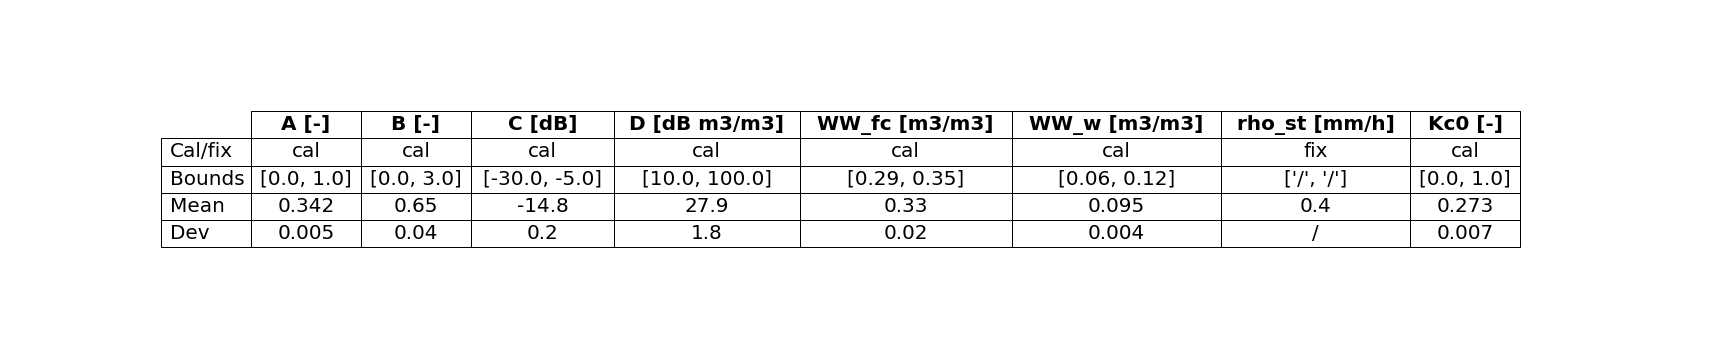 A [-] B [-] C [dB] D [dB m3/m3] WW_fc [m3/m3] WW_w [m3/m3] rho_st [mm/h] Kc0 [-]
Cal/fix cal cal cal cal cal cal fix cal
Bounds [0.0, 1.0] [0.0, 3.0] [-30.0, -5.0] [10.0, 100.0] [0.29, 0.35] [0.06, 0.12] ['/', '/'] [0.0, 1.0]
Mean 0.342 0.65 -14.8 27.9 0.33 0.095 0.4 0.273
Dev 0.005 0.04 0.2 1.8 0.02 0.004 / 0.007